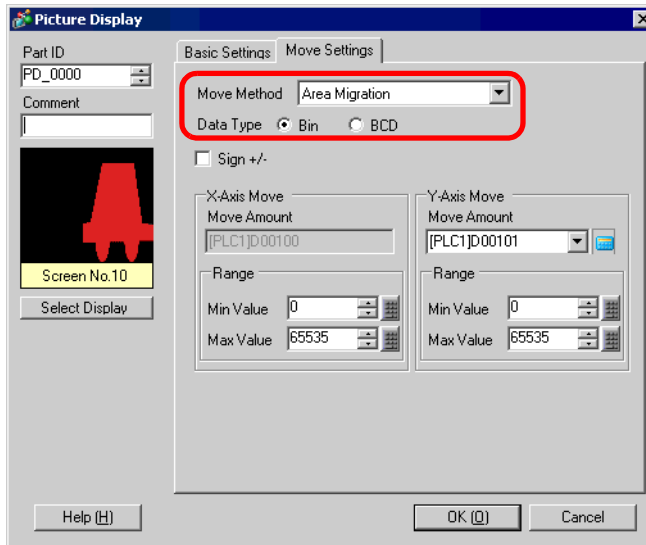 Picture Display
Part ID
PD_0000
Comment
Screen No.10
Select Display
Basic Settings Move Settings
Move Method Area Migration
Data Type Bin BCD
Sign +/-
X-Axis Move
Move Amount
[PLC1]D00100
Range
Min Value 0
Max Value 65535
Y-Axis Move
Move Amount
[PLC1]D00101
Range
Min Value 0
Max Value 65535
Help (H) OK (O) Cancel